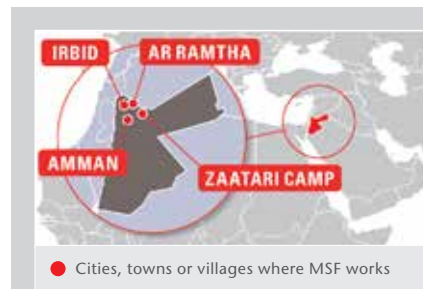 IRBID
AR RAMTHA
AMMAN
ZAATARI CAMP
Cities, towns or villages where MSF works